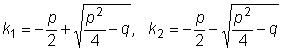 k₁ = −p/2 + √(p²/4 − q), k₂ = −p/2 − √(p²/4 − q)